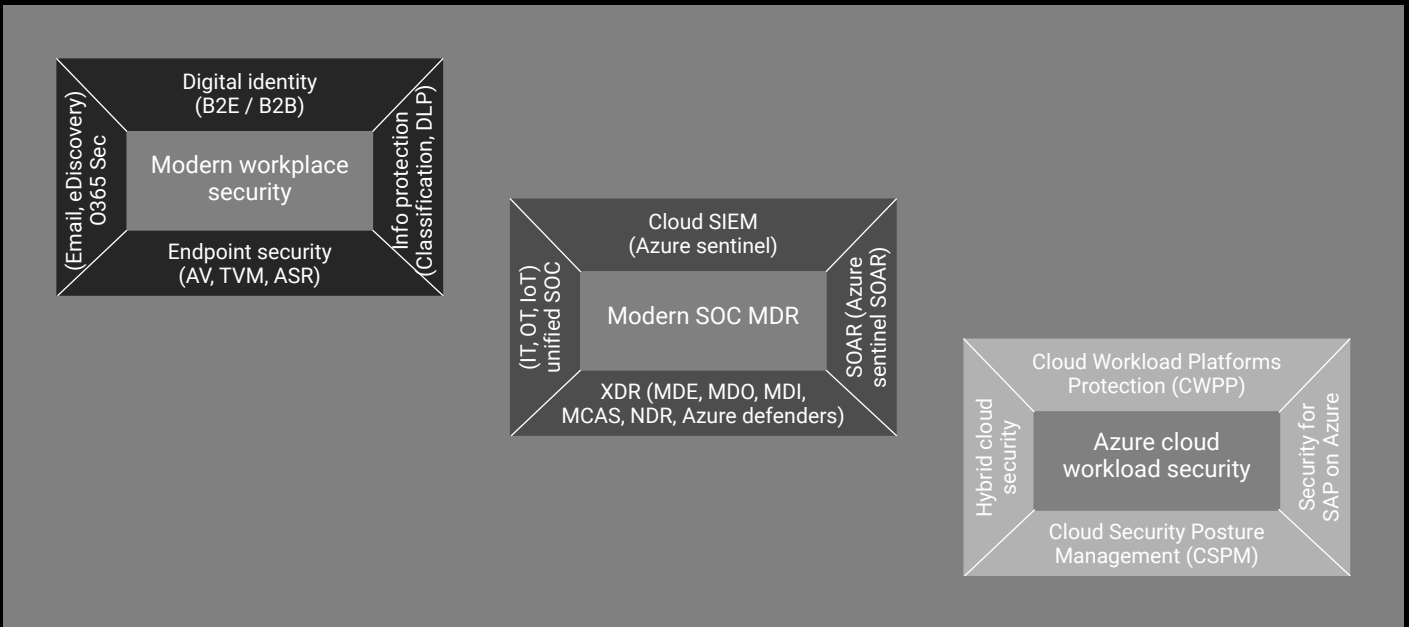 Digital identity
(B2E / B2B)
(Email, eDiscovery)
O365 Sec
Modern workplace
security
Info protection
(Classification, DLP)
Endpoint security
(AV, TVM, ASR)
Cloud SIEM
(Azure sentinel)
(IT, OT, IoT)
unified SOC
Modern SOC MDR
SOAR (Azure
sentinel SOAR)
XDR (MDE, MDO, MDI,
MCAS, NDR, Azure defenders)
Cloud Workload Platforms
Protection (CWPP)
Hybrid cloud
security
Azure cloud
workload security
Security for
SAP on Azure
Cloud Security Posture
Management (CSPM)